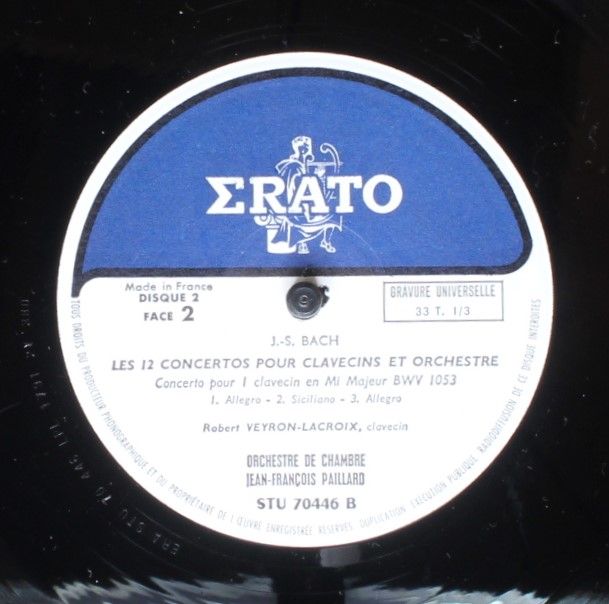 ΣRATO
Made in France
DISQUE 2
FACE 2
GRAVURE UNIVERSELLE
33 T. 1/3
J.-S. BACH
LES 12 CONCERTOS POUR CLAVECINS ET ORCHESTRE
Concerto pour 1 clavecin en Mi Majeur BWV 1053
1. Allegro - 2. Siciliano - 3. Allegro
Robert VEYRON-LACROIX, clavecin
ORCHESTRE DE CHAMBRE
JEAN-FRANÇOIS PAILLARD
STU 70446 B
TOUS DROITS DU PRODUCTEUR PHONOGRAPHIQUE ET DU PROPRIÉTAIRE DE L'ŒUVRE ENREGISTRÉE RÉSERVÉS. DUPLICATION, EXÉCUTION PUBLIQUE, RADIODIFFUSION DE CE DISQUE INTERDITES
STU 70 446